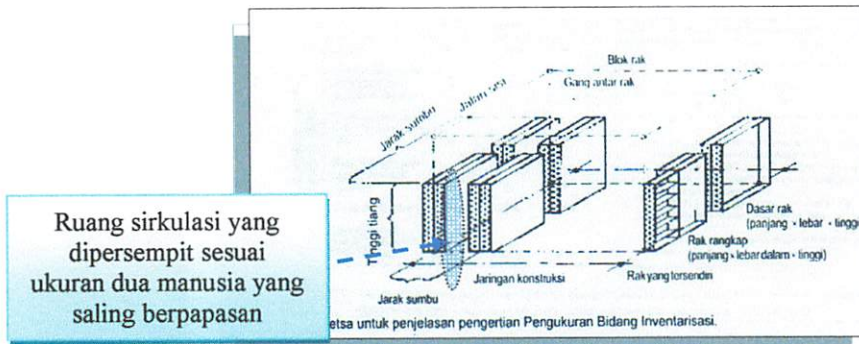 Blok rak
Gang antar rak
Jalan sisi
Jarak sumbu
Tinggi tiang
Ruang sirkulasi yang
dipersempit sesuai
ukuran dua manusia yang
saling berpapasan
Dasar rak
(panjang × lebar × tinggi
Rak rangkap
(panjang × lebar dalam × tinggi)
Jaringan konstruksi
Rak yang tersendiri
Jarak sumbu
etsa untuk penjelasan pengertian Pengukuran Bidang Inventarisasi.